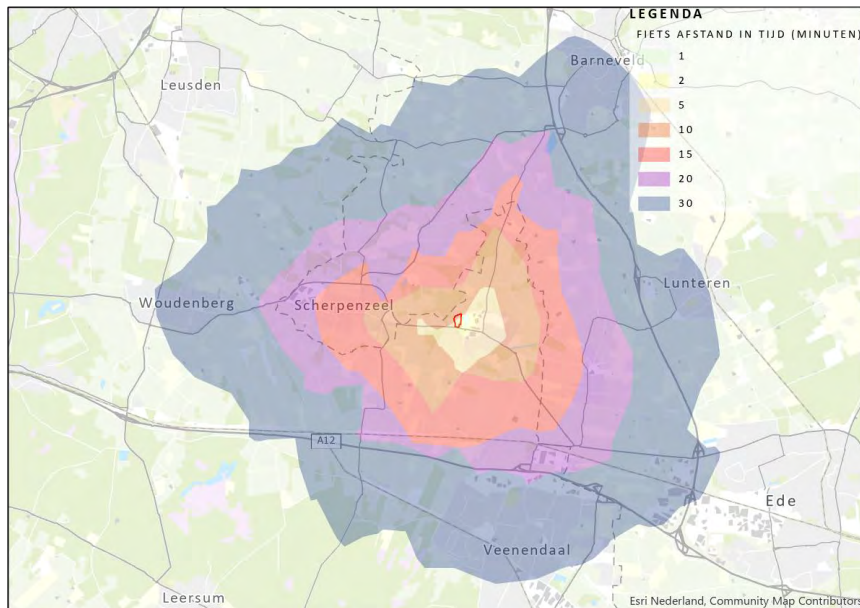 LEGENDA
FIETS AFSTAND IN TIJD (MINUTEN)
1
2
5
10
15
20
30
Barneveld
Leusden
Lunteren
Woudenberg
Scherpenzeel
A12
Ede
Veenendaal
Leersum
Esri Nederland, Community Map Contributors